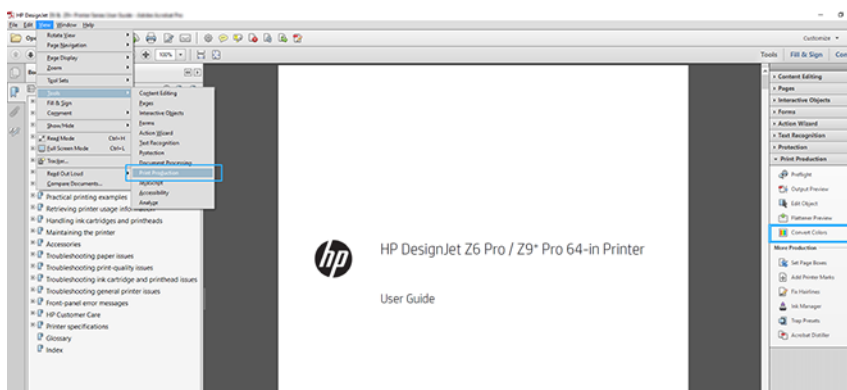 HP DesignJet
Adobe Acrobat Pro
File Edit View Window Help
Customize
100%
Tools Fill & Sign
Rotate View
Page Navigation
Page Display
Zoom
Tool Sets
Tools
Fill & Sign
Comment
Show/Hide
Read Mode Ctrl+H
Full Screen Mode Ctrl+L
Tracker...
Read Out Loud
Compare Documents...
Content Editing
Pages
Interactive Objects
Forms
Action Wizard
Text Recognition
Protection
Document Processing
Print Production
JavaScript
Accessibility
Analyze
Practical printing examples
Retrieving printer usage information
Handling ink cartridges and printheads
Maintaining the printer
Accessories
Troubleshooting paper issues
Troubleshooting print-quality issues
Troubleshooting ink cartridge and printhead issues
Troubleshooting general printer issues
Front-panel error messages
HP Customer Care
Printer specifications
Glossary
Index
hp
HP DesignJet Z6 Pro / Z9⁺ Pro 64-in Printer
User Guide
Content Editing
Pages
Interactive Objects
Forms
Action Wizard
Text Recognition
Protection
Print Production
Preflight
Output Preview
Edit Object
Flattener Preview
Convert Colors
More Production
Set Page Boxes
Add Printer Marks
Fix Hairlines
Ink Manager
Trap Presets
Acrobat Distiller